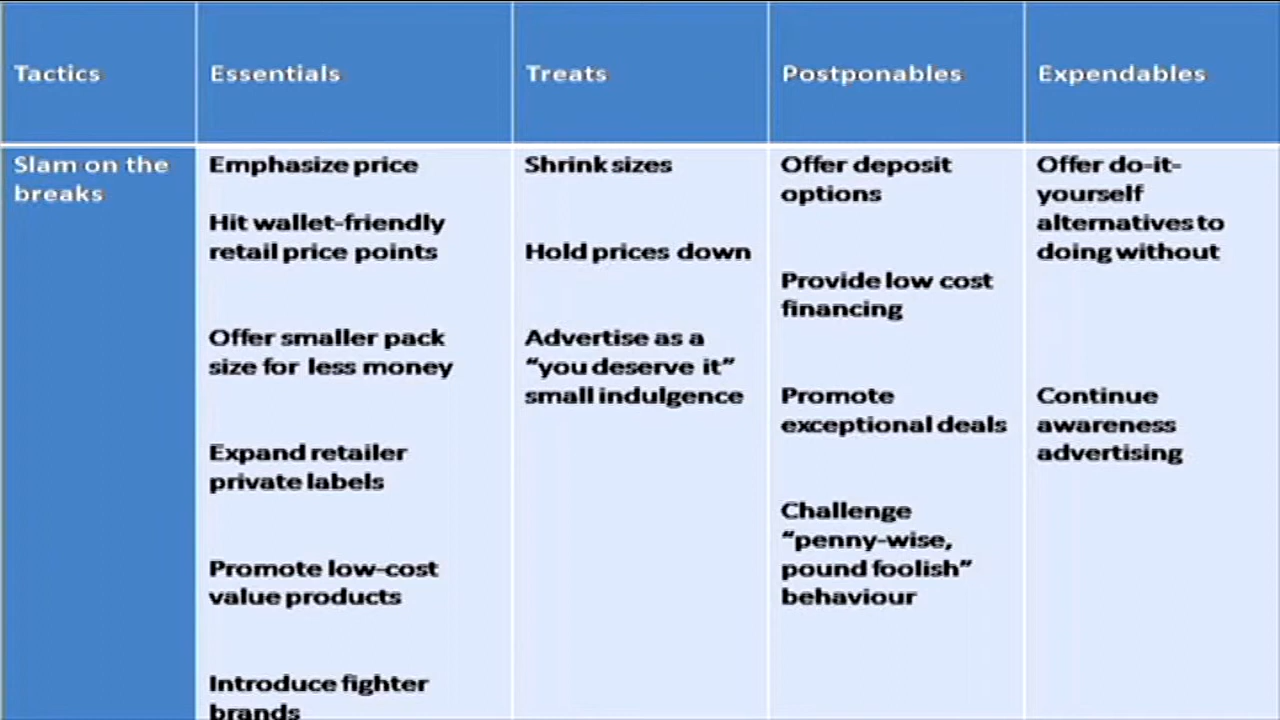 Tactics
Essentials
Treats
Postponables
Expendables
Slam on the
breaks
Emphasize price
Hit wallet-friendly
retail price points
Offer smaller pack
size for less money
Expand retailer
private labels
Promote low-cost
value products
Introduce fighter
brands
Shrink sizes
Hold prices down
Advertise as a
“you deserve it”
small indulgence
Offer deposit
options
Provide low cost
financing
Promote
exceptional deals
Challenge
“penny-wise,
pound foolish”
behaviour
Offer do-it-
yourself
alternatives to
doing without
Continue
awareness
advertising